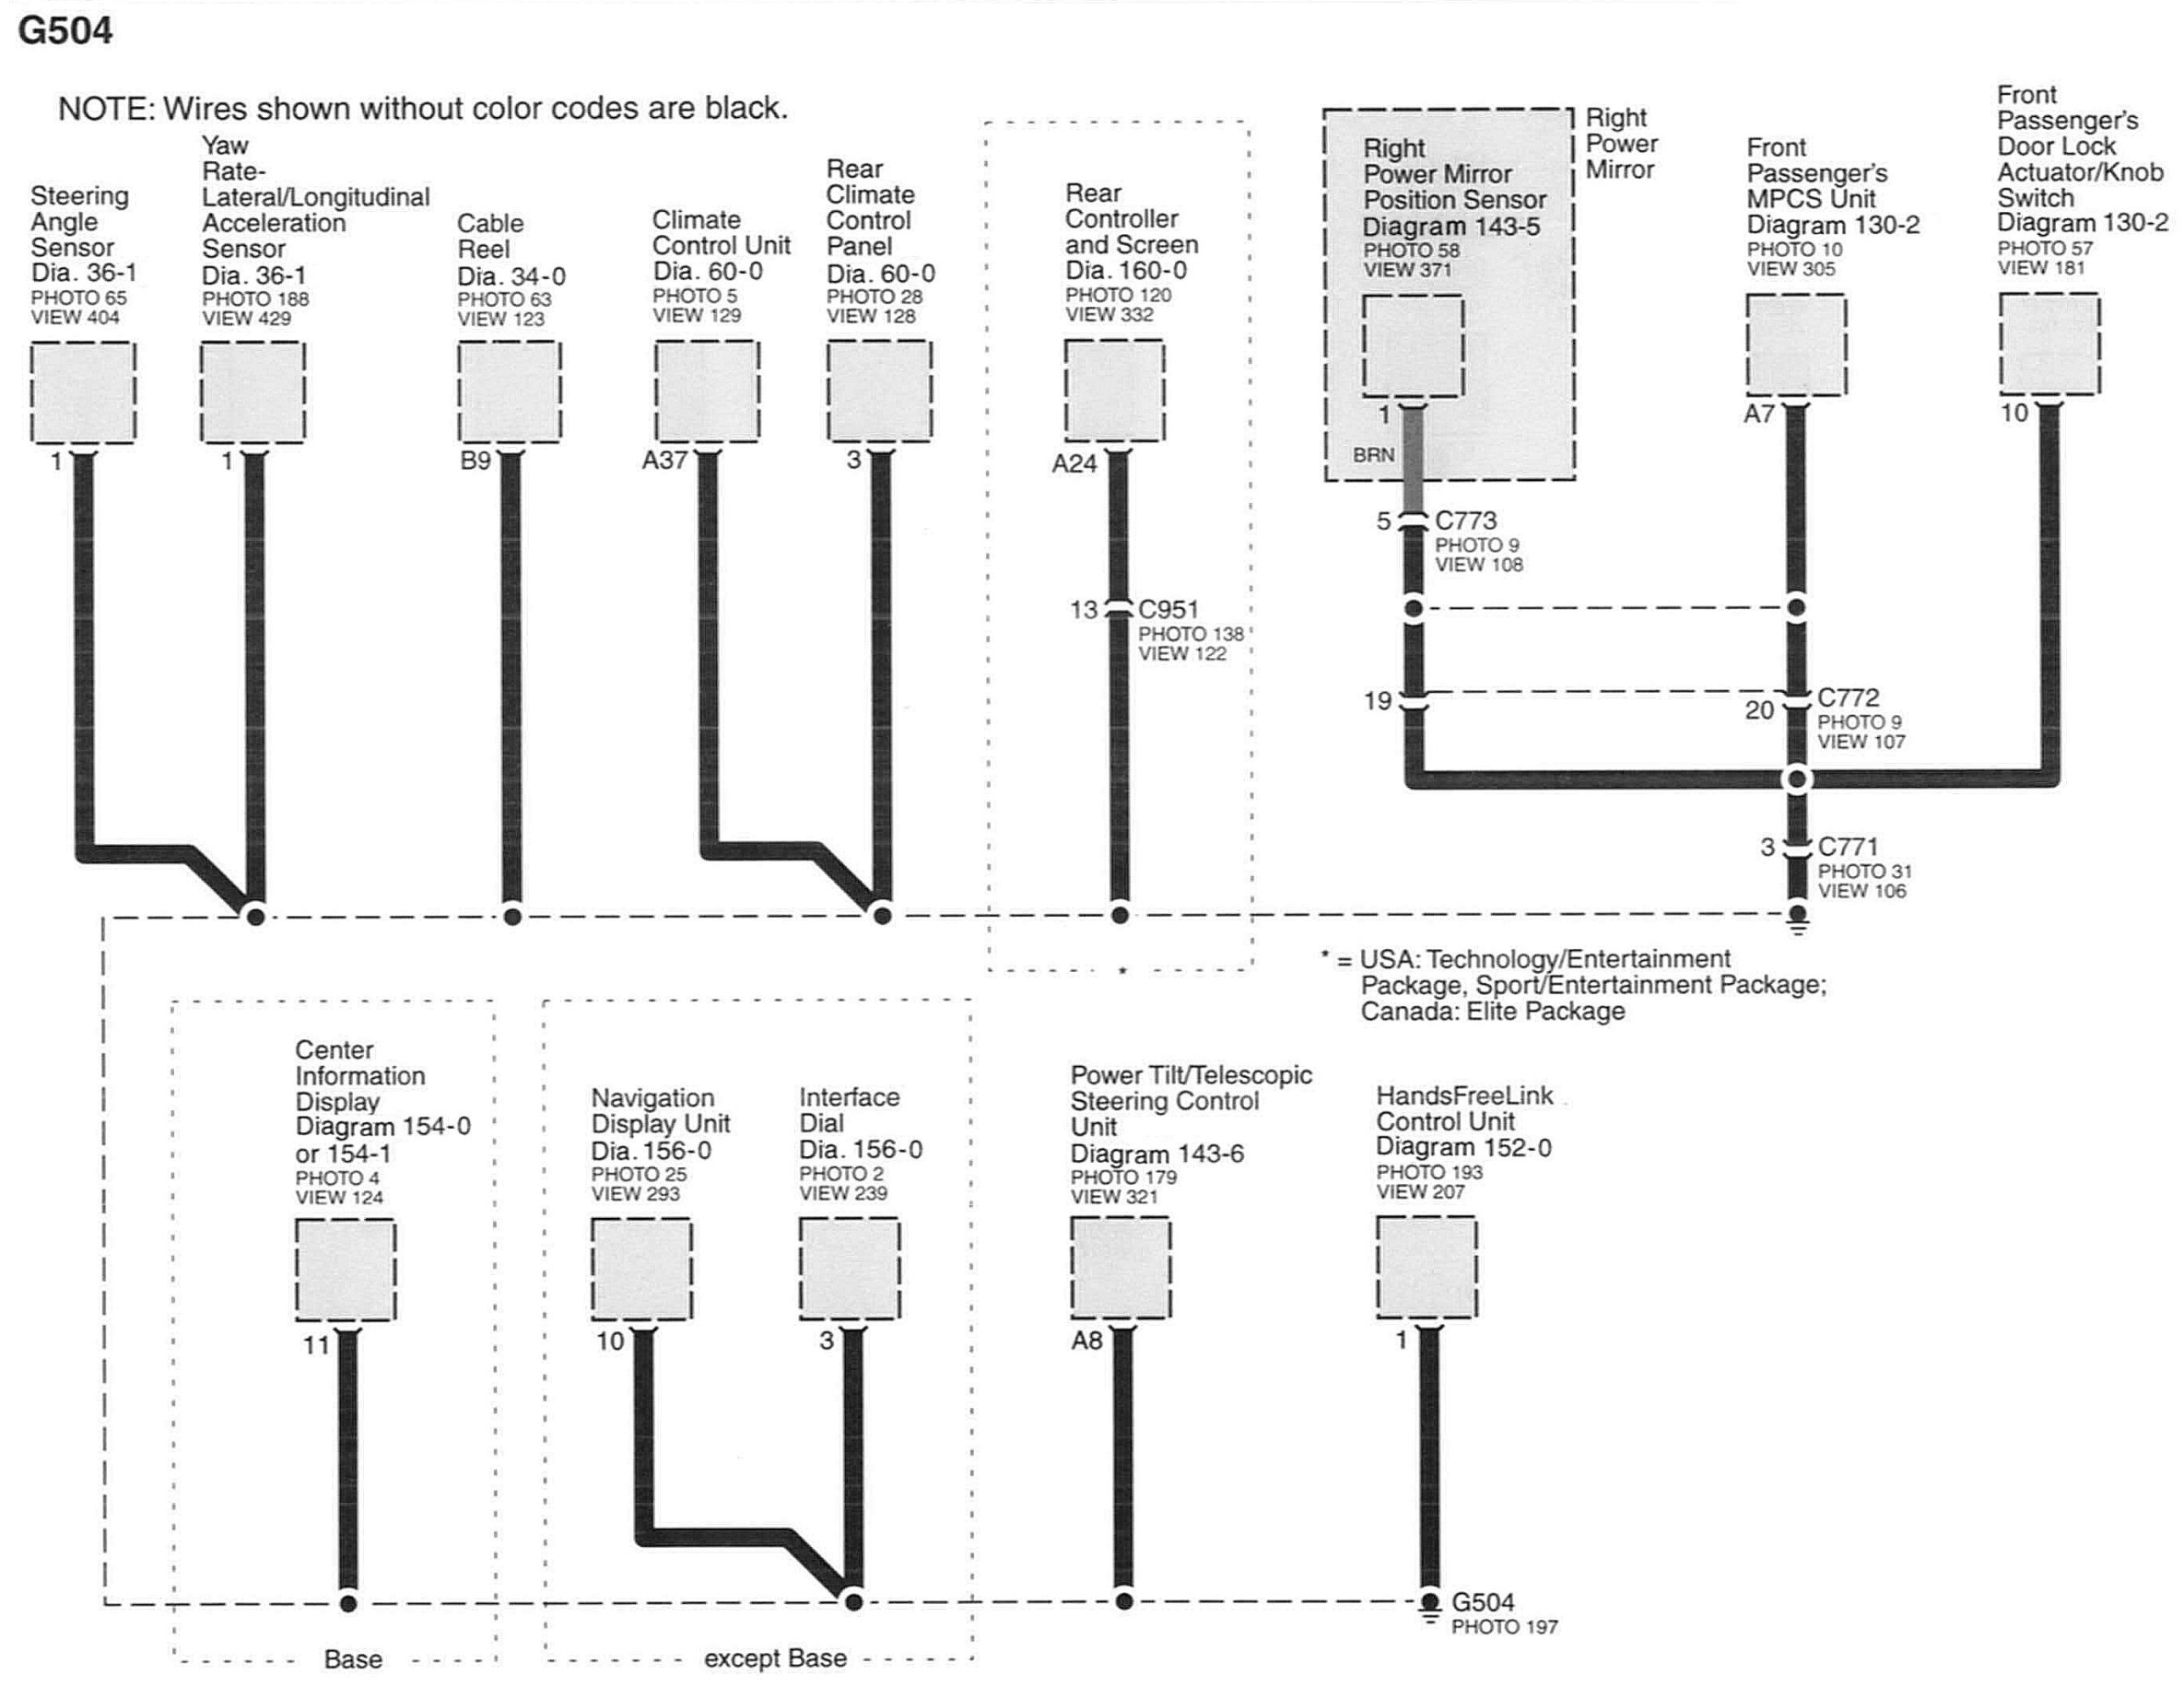 G504
NOTE: Wires shown without color codes are black.
Steering
Angle
Sensor
Dia. 36-1
PHOTO 65
VIEW 404
1
Yaw
Rate-
Lateral/Longitudinal
Acceleration
Sensor
Dia. 36-1
PHOTO 188
VIEW 429
1
Cable
Reel
Dia. 34-0
PHOTO 63
VIEW 123
B9
Climate
Control Unit
Dia. 60-0
PHOTO 5
VIEW 129
A37
Rear
Climate
Control
Panel
Dia. 60-0
PHOTO 28
VIEW 128
3
Rear
Controller
and Screen
Dia. 160-0
PHOTO 120
VIEW 332
A24
13
C951
PHOTO 138
VIEW 122
*
Right
Power Mirror
Position Sensor
Diagram 143-5
PHOTO 58
VIEW 371
1
BRN
Right
Power
Mirror
5
C773
PHOTO 9
VIEW 108
19
Front
Passenger's
MPCS Unit
Diagram 130-2
PHOTO 10
VIEW 305
A7
20
C772
PHOTO 9
VIEW 107
3
C771
PHOTO 31
VIEW 106
Front
Passenger's
Door Lock
Actuator/Knob
Switch
Diagram 130-2
PHOTO 57
VIEW 181
10
* = USA: Technology/Entertainment
Package, Sport/Entertainment Package;
Canada: Elite Package
Center
Information
Display
Diagram 154-0
or 154-1
PHOTO 4
VIEW 124
11
Base
Navigation
Display Unit
Dia. 156-0
PHOTO 25
VIEW 293
10
Interface
Dial
Dia. 156-0
PHOTO 2
VIEW 239
3
except Base
Power Tilt/Telescopic
Steering Control
Unit
Diagram 143-6
PHOTO 179
VIEW 321
A8
HandsFreeLink
Control Unit
Diagram 152-0
PHOTO 193
VIEW 207
1
G504
PHOTO 197